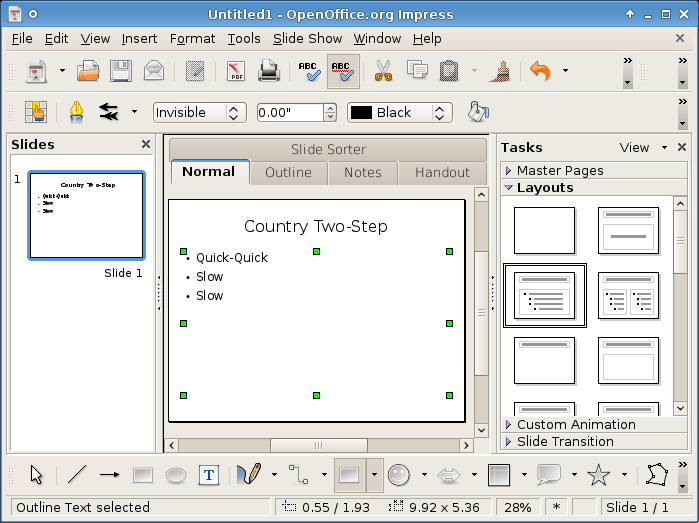 Untitled1 - OpenOffice.org Impress
File Edit View Insert Format Tools Slide Show Window Help
PDF ABC ABC
Invisible 0.00" Black
Slides
1
Country Two-Step
Quick-Quick
Slow
Slow
Slide 1
Slide Sorter
Normal Outline Notes Handout
Country Two-Step
• Quick-Quick
• Slow
• Slow
Tasks View
Master Pages
Layouts
Custom Animation
Slide Transition
T
Outline Text selected 0.55 / 1.93 9.92 x 5.36 28% * Slide 1 / 1